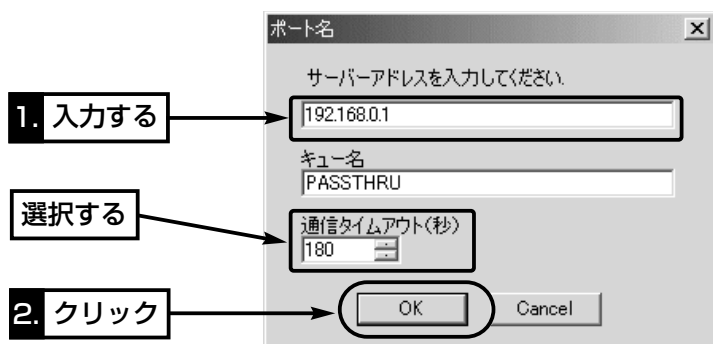 ポート名
サーバーアドレスを入力してください.
1. 入力する
192.168.0.1
キュー名
PASSTHRU
選択する
通信タイムアウト(秒)
180
2. クリック
OK
Cancel